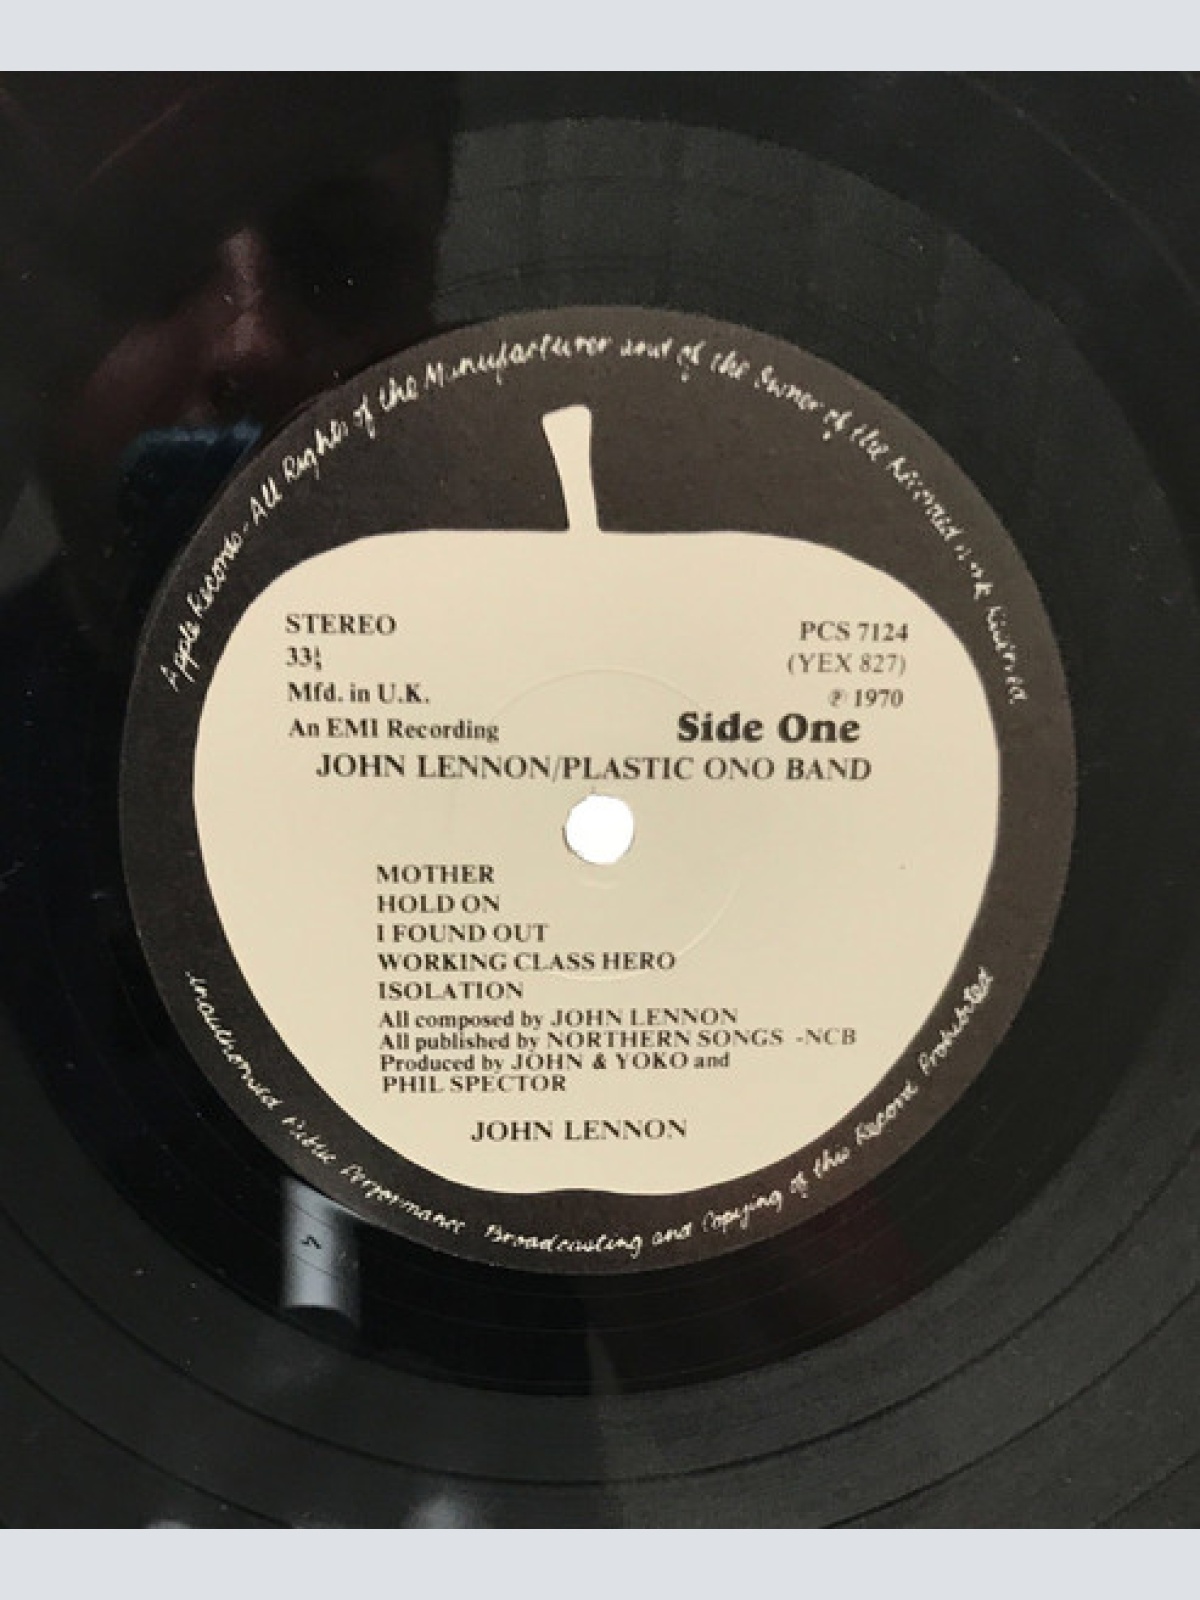 Apple Records - All Rights of the Manufacturer and of the Owner of the Recorded Work Reserved
STEREO
33⅓
Mfd. in U.K.
An EMI Recording
PCS 7124
(YEX 827)
℗ 1970
Side One
JOHN LENNON/PLASTIC ONO BAND
MOTHER
HOLD ON
I FOUND OUT
WORKING CLASS HERO
ISOLATION
All composed by JOHN LENNON
All published by NORTHERN SONGS -NCB
Produced by JOHN & YOKO and
PHIL SPECTOR
JOHN LENNON
Unauthorised Public Performance Broadcasting and Copying of this Record Prohibited